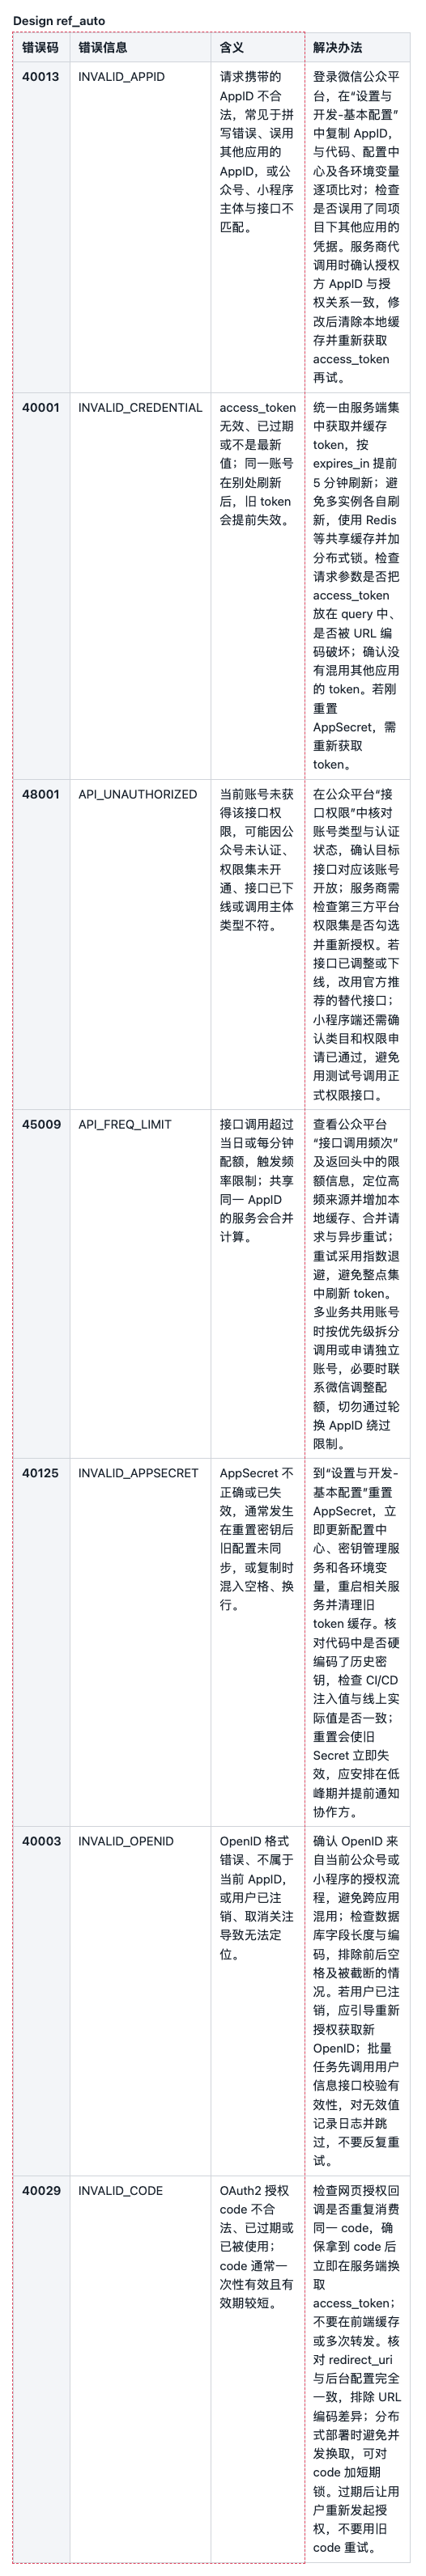 Design ref_auto
错误码 错误信息 含义 解决办法
40013 INVALID_APPID
请求携带的
AppID 不合
法，常见于拼
写错误、误用
其他应用的
AppID，或公
众号、小程序
主体与接口不
匹配。
登录微信公众平
台，在“设置与
开发-基本配置”
中复制 AppID，
与代码、配置中
心及各环境变量
逐项比对；检查
是否误用了同项
目下其他应用的
凭据。服务商代
调用时确认授权
方 AppID 与授
权关系一致，修
改后清除本地缓
存并重新获取
access_token
再试。
40001 INVALID_CREDENTIAL
access_token
无效、已过期
或不是最新
值；同一账号
在别处刷新
后，旧 token
会提前失效。
统一由服务端集
中获取并缓存
token，按
expires_in 提前
5 分钟刷新；避
免多实例各自刷
新，使用 Redis
等共享缓存并加
分布式锁。检查
请求参数是否把
access_token
放在 query 中、
是否被 URL 编
码破坏；确认没
有混用其他应用
的 token。若刚
重置
AppSecret，需
重新获取
token。
48001 API_UNAUTHORIZED
当前账号未获
得该接口权
限，可能因公
众号未认证、
权限集未开
通、接口已下
线或调用主体
类型不符。
在公众平台“接
口权限”中核对
账号类型与认证
状态，确认目标
接口对应该账号
开放；服务商需
检查第三方平台
权限集是否勾选
并重新授权。若
接口已调整或下
线，改用官方推
荐的替代接口；
小程序端还需确
认类目和权限申
请已通过，避免
用测试号调用正
式权限接口。
45009 API_FREQ_LIMIT
接口调用超过
当日或每分钟
配额，触发频
率限制；共享
同一 AppID
的服务会合并
计算。
查看公众平台
“接口调用频次”
及返回头中的限
额信息，定位高
频来源并增加本
地缓存、合并请
求与异步重试；
重试采用指数退
避，避免整点集
中刷新 token。
多业务共用账号
时按优先级拆分
调用或申请独立
账号，必要时联
系微信调整配
额，切勿通过轮
换 AppID 绕过
限制。
40125 INVALID_APPSECRET
AppSecret 不
正确或已失
效，通常发生
在重置密钥后
旧配置未同
步，或复制时
混入空格、换
行。
到“设置与开发-
基本配置”重置
AppSecret，立
即更新配置中
心、密钥管理服
务和各环境变
量，重启相关服
务并清理旧
token 缓存。核
对代码中是否硬
编码了历史密
钥，检查 CI/CD
注入值与线上实
际值是否一致；
重置会使旧
Secret 立即失
效，应安排在低
峰期并提前通知
协作方。
40003 INVALID_OPENID
OpenID 格式
错误、不属于
当前 AppID，
或用户已注
销、取消关注
导致无法定
位。
确认 OpenID 来
自当前公众号或
小程序的授权流
程，避免跨应用
混用；检查数据
库字段长度与编
码，排除前后空
格及被截断的情
况。若用户已注
销，应引导重新
授权获取新
OpenID；批量
任务先调用用户
信息接口校验有
效性，对无效值
记录日志并跳
过，不要反复重
试。
40029 INVALID_CODE
OAuth2 授权
code 不合
法、已过期或
已被使用；
code 通常一
次性有效且有
效期较短。
检查网页授权回
调是否重复消费
同一 code，确
保拿到 code 后
立即在服务端换
取
access_token；
不要在前端缓存
或多次转发。核
对 redirect_uri
与后台配置完全
一致，排除 URL
编码差异；分布
式部署时避免并
发换取，可对
code 加短期
锁。过期后让用
户重新发起授
权，不要用旧
code 重试。